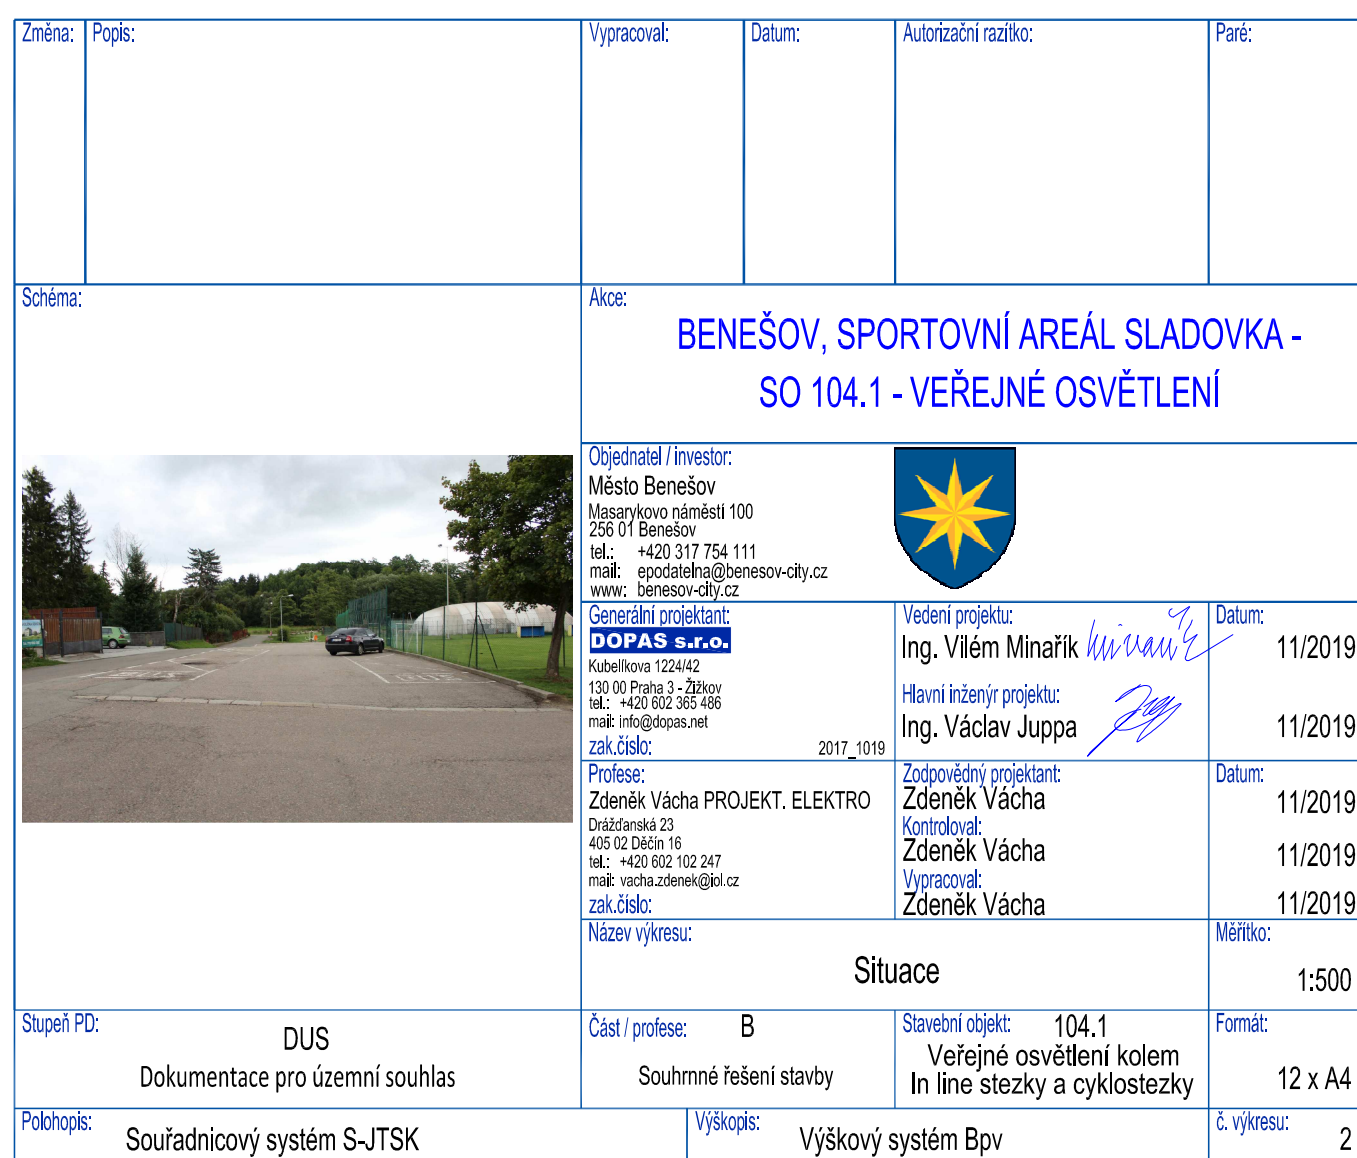 Změna: Popis: Vypracoval: Datum: Autorizační razítko: Paré:
Schéma:
Akce:
BENEŠOV, SPORTOVNÍ AREÁL SLADOVKA -
SO 104.1 - VEŘEJNÉ OSVĚTLENÍ
Objednatel / investor:
Město Benešov
Masarykovo náměstí 100
256 01 Benešov
tel.: +420 317 754 111
mail: epodatelna@benesov-city.cz
www: benesov-city.cz
Generální projektant:
DOPAS s.r.o.
Kubelíkova 1224/42
130 00 Praha 3 - Žižkov
tel.: +420 602 365 486
mail: info@dopas.net
zak.číslo: 2017_1019
Vedení projektu: Datum:
Ing. Vilém Minařík 11/2019
Hlavní inženýr projektu:
Ing. Václav Juppa 11/2019
Profese:
Zdeněk Vácha PROJEKT. ELEKTRO
Drážďanská 23
405 02 Děčín 16
tel.: +420 602 102 247
mail: vacha.zdenek@iol.cz
zak.číslo:
Zodpovědný projektant: Datum:
Zdeněk Vácha 11/2019
Kontroloval:
Zdeněk Vácha 11/2019
Vypracoval:
Zdeněk Vácha 11/2019
Název výkresu:
Situace
Měřítko:
1:500
Stupeň PD:
DUS
Dokumentace pro územní souhlas
Část / profese: B
Souhrnné řešení stavby
Stavební objekt: 104.1
Veřejné osvětlení kolem
In line stezky a cyklostezky
Formát:
12 x A4
Polohopis:
Souřadnicový systém S-JTSK
Výškopis:
Výškový systém Bpv
č. výkresu:
2